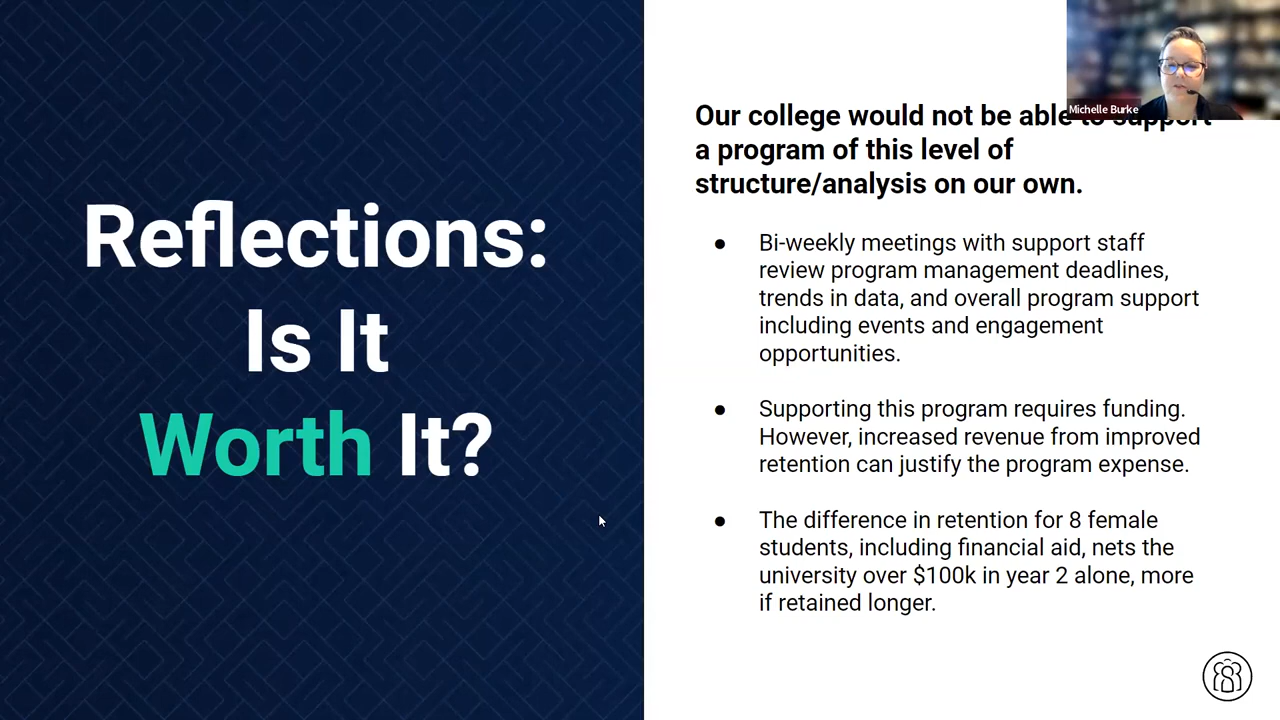 Reflections:
Is It
Worth It?
Michelle Burke
Our college would not be able to support
a program of this level of
structure/analysis on our own.
● Bi-weekly meetings with support staff
review program management deadlines,
trends in data, and overall program support
including events and engagement
opportunities.
● Supporting this program requires funding.
However, increased revenue from improved
retention can justify the program expense.
● The difference in retention for 8 female
students, including financial aid, nets the
university over $100k in year 2 alone, more
if retained longer.